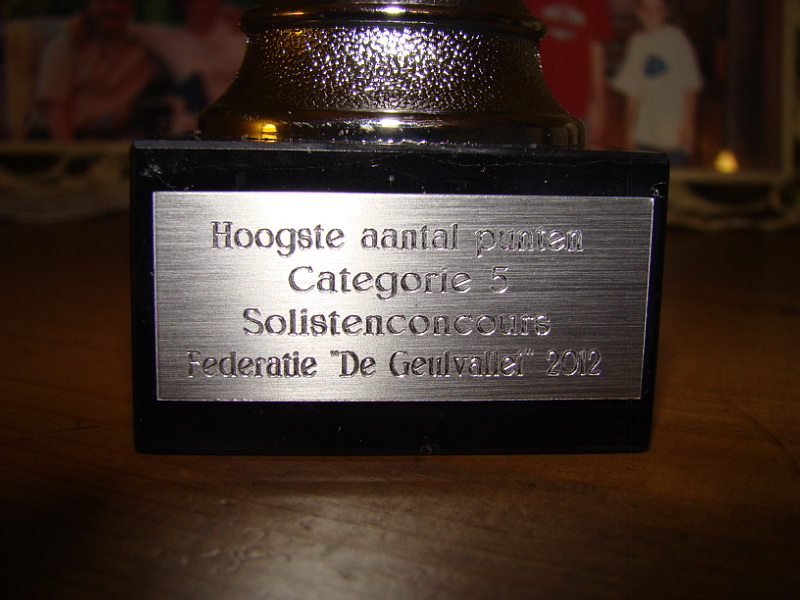 Hoogste aantal punten
Categorie 5
Solistenconcours
Federatie "De Geulvallei" 2012